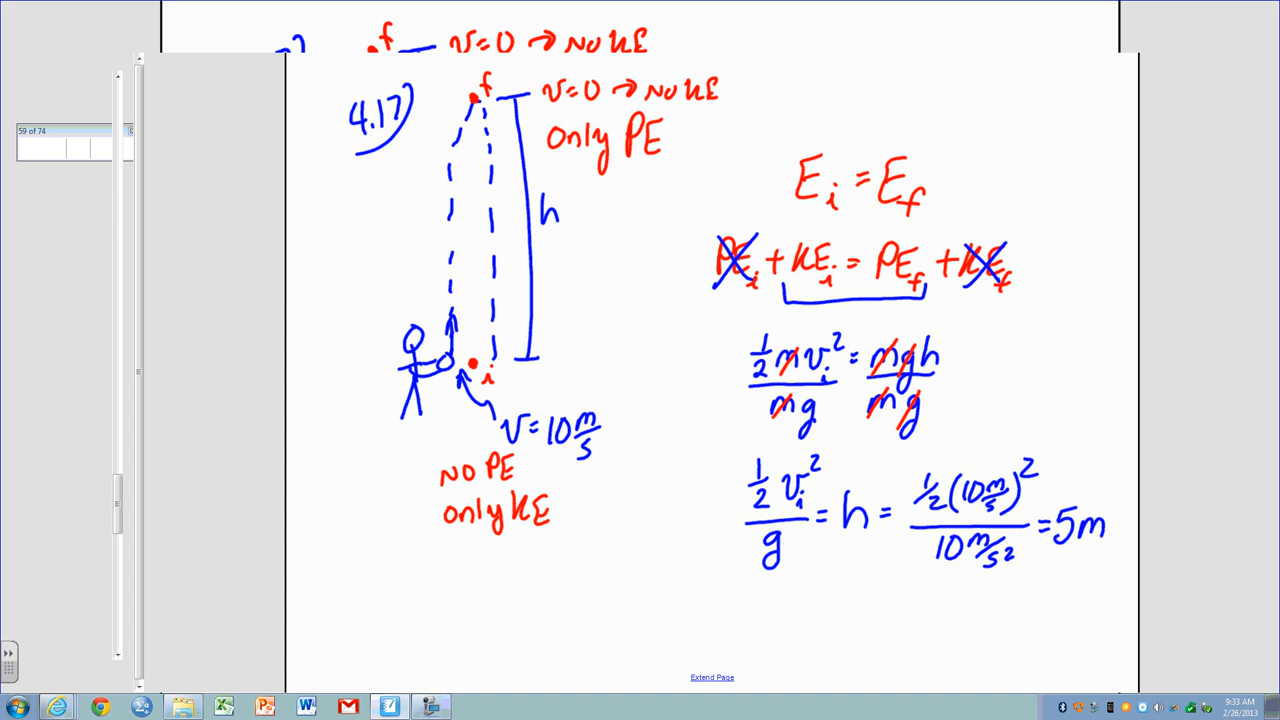 f v=0 → NO KE
59 of 74
4.17)
f v=0 → NO KE
only PE
h
E_i = E_f
PE_i + KE_i = PE_f + KE_f
½mv_i² = mgh
mg mg
i
v=10 m/s
NO PE
only KE
½v_i²/g = h = ½(10 m/s)²/10 m/s² = 5m
Extend Page
9:33 AM
2/26/2013